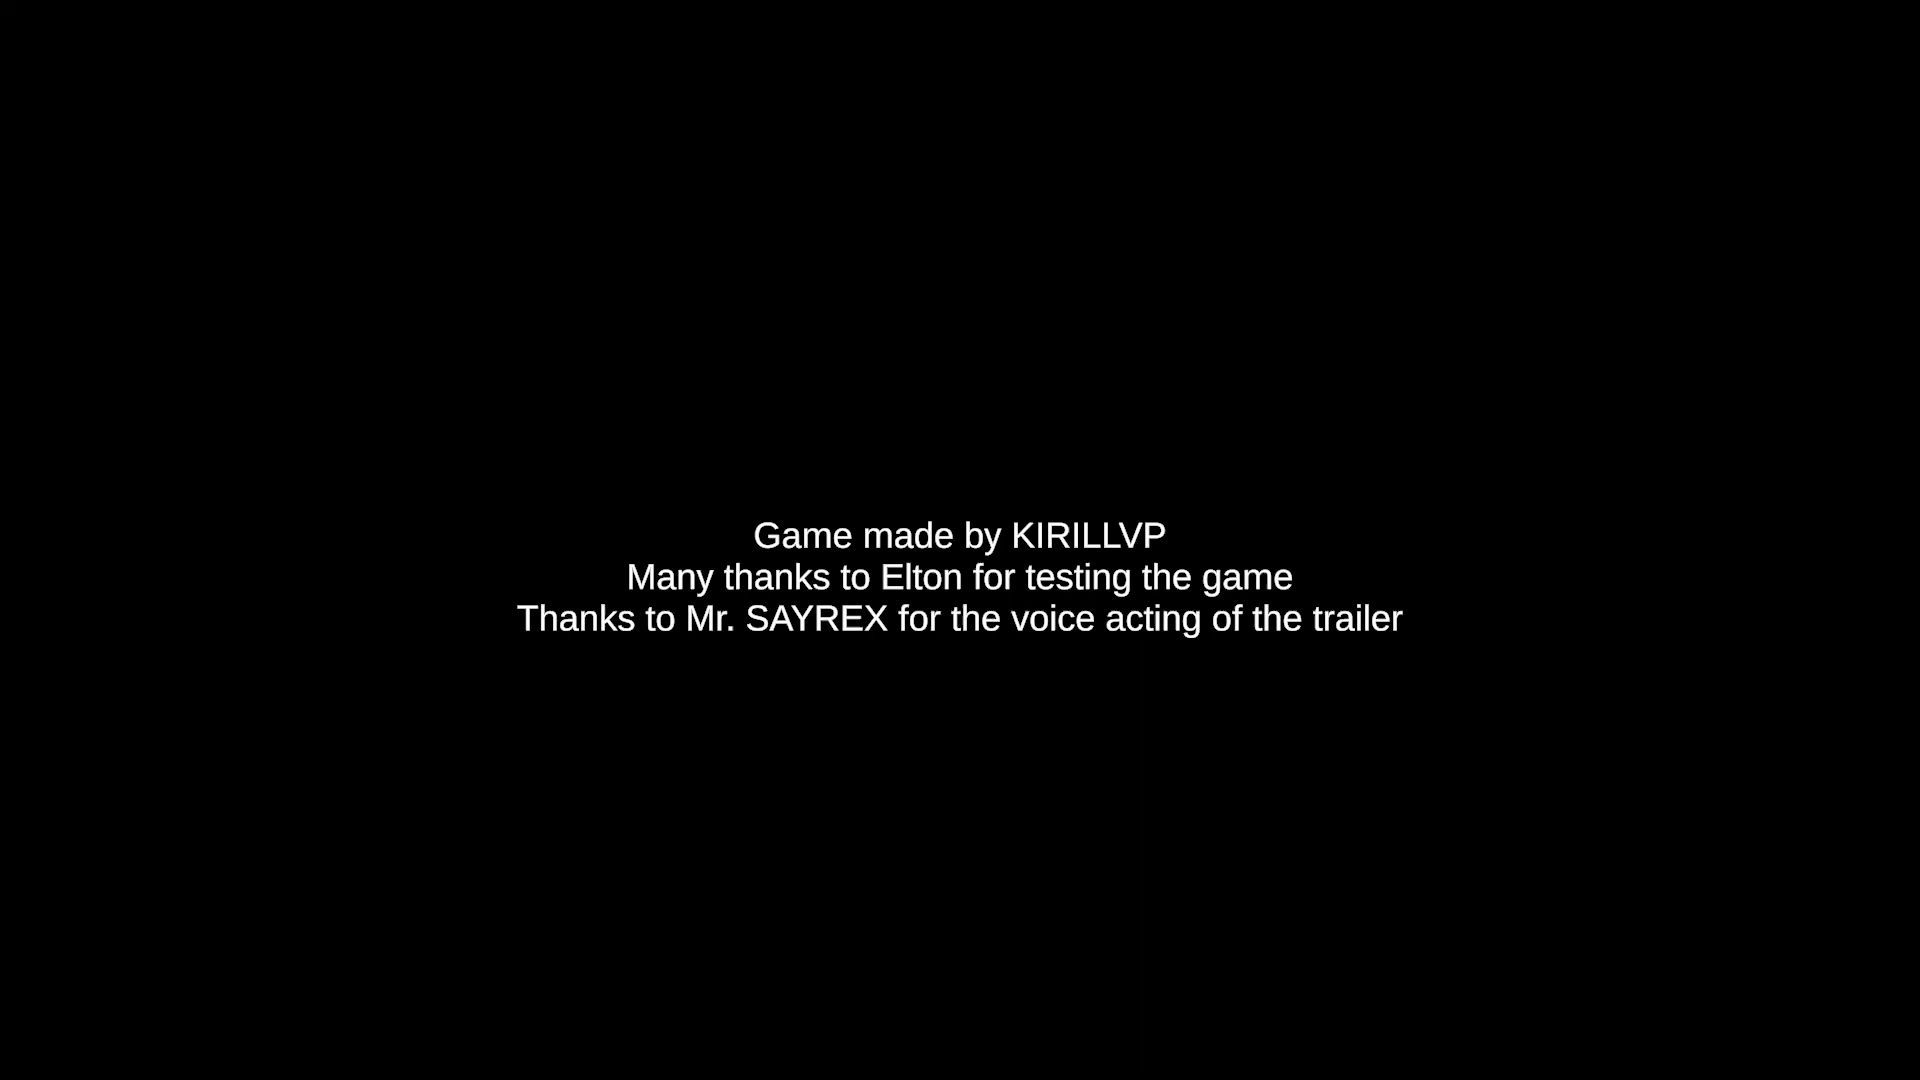 Game made by KIRILLVP
Many thanks to Elton for testing the game
Thanks to Mr. SAYREX for the voice acting of the trailer